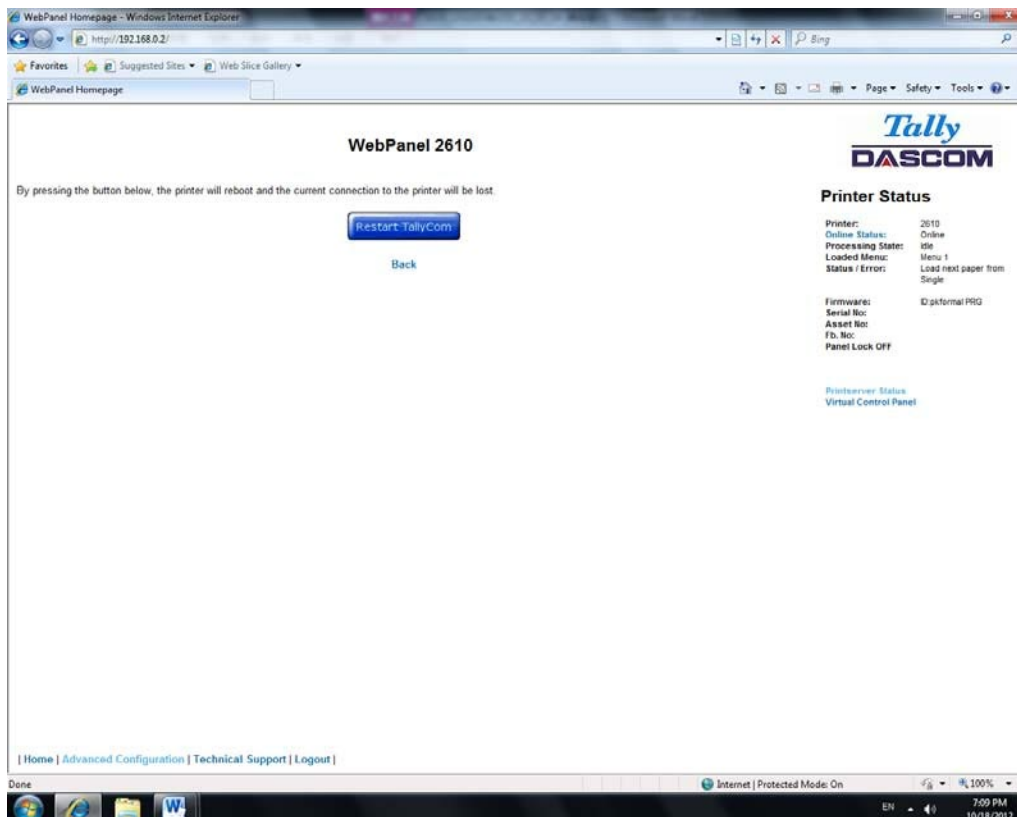 WebPanel Homepage - Windows Internet Explorer
http://192.168.0.2/
Bing
Favorites Suggested Sites Web Slice Gallery
WebPanel Homepage
Page Safety Tools
Tally
DASCOM
WebPanel 2610
By pressing the button below, the printer will reboot and the current connection to the printer will be lost.
Restart TallyCom
Back
Printer Status
Printer: 2610
Online Status: Online
Processing State: Idle
Loaded Menu: Menu 1
Status / Error: Load next paper from
Single
Firmware: ID:pkformal PRG
Serial No:
Asset No:
Fb. No:
Panel Lock OFF
Printserver Status
Virtual Control Panel
| Home | Advanced Configuration | Technical Support | Logout |
Done
Internet | Protected Mode: On
100%
W
EN
7:09 PM
10/18/2012